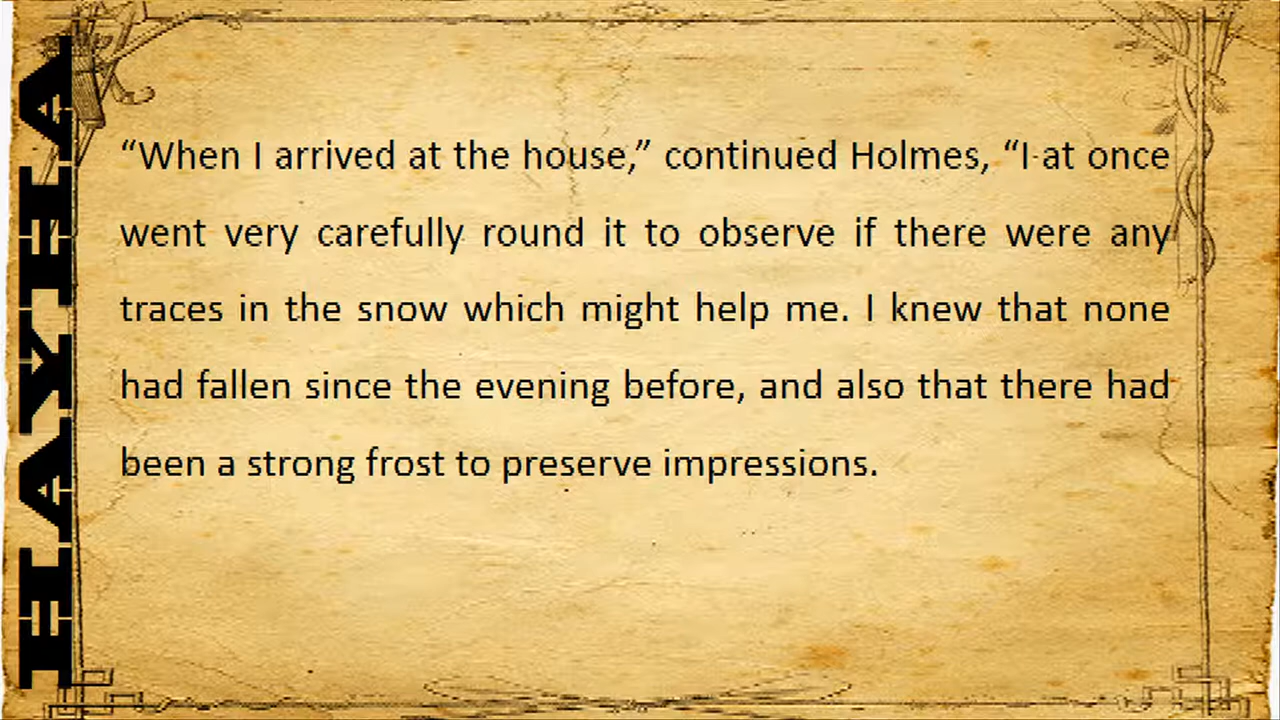 HAYHA
“When I arrived at the house,” continued Holmes, “I at once
went very carefully round it to observe if there were any
traces in the snow which might help me. I knew that none
had fallen since the evening before, and also that there had
been a strong frost to preserve impressions.